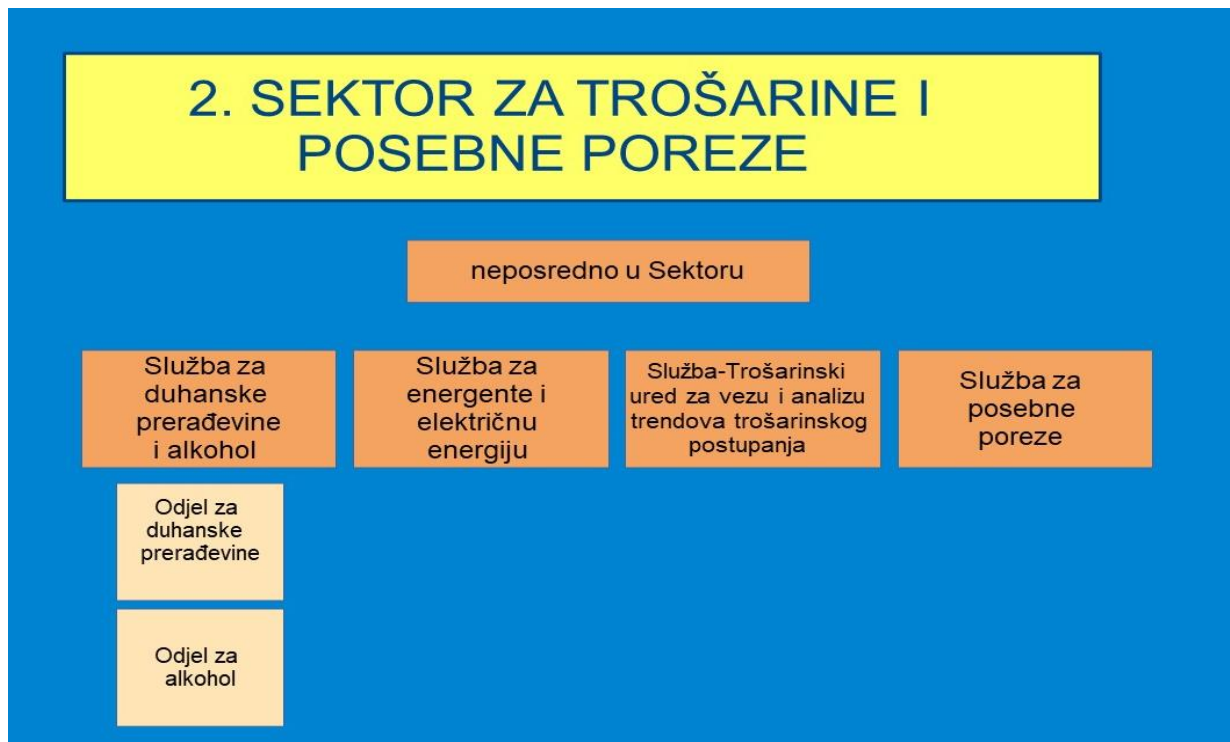 2. SEKTOR ZA TROŠARINE I
POSEBNE POREZE
neposredno u Sektoru
Služba za
duhanske
prerađevine
i alkohol
Služba za
energente i
električnu
energiju
Služba-Trošarinski
ured za vezu i analizu
trendova trošarinskog
postupanja
Služba za
posebne
poreze
Odjel za
duhanske
prerađevine
Odjel za
alkohol